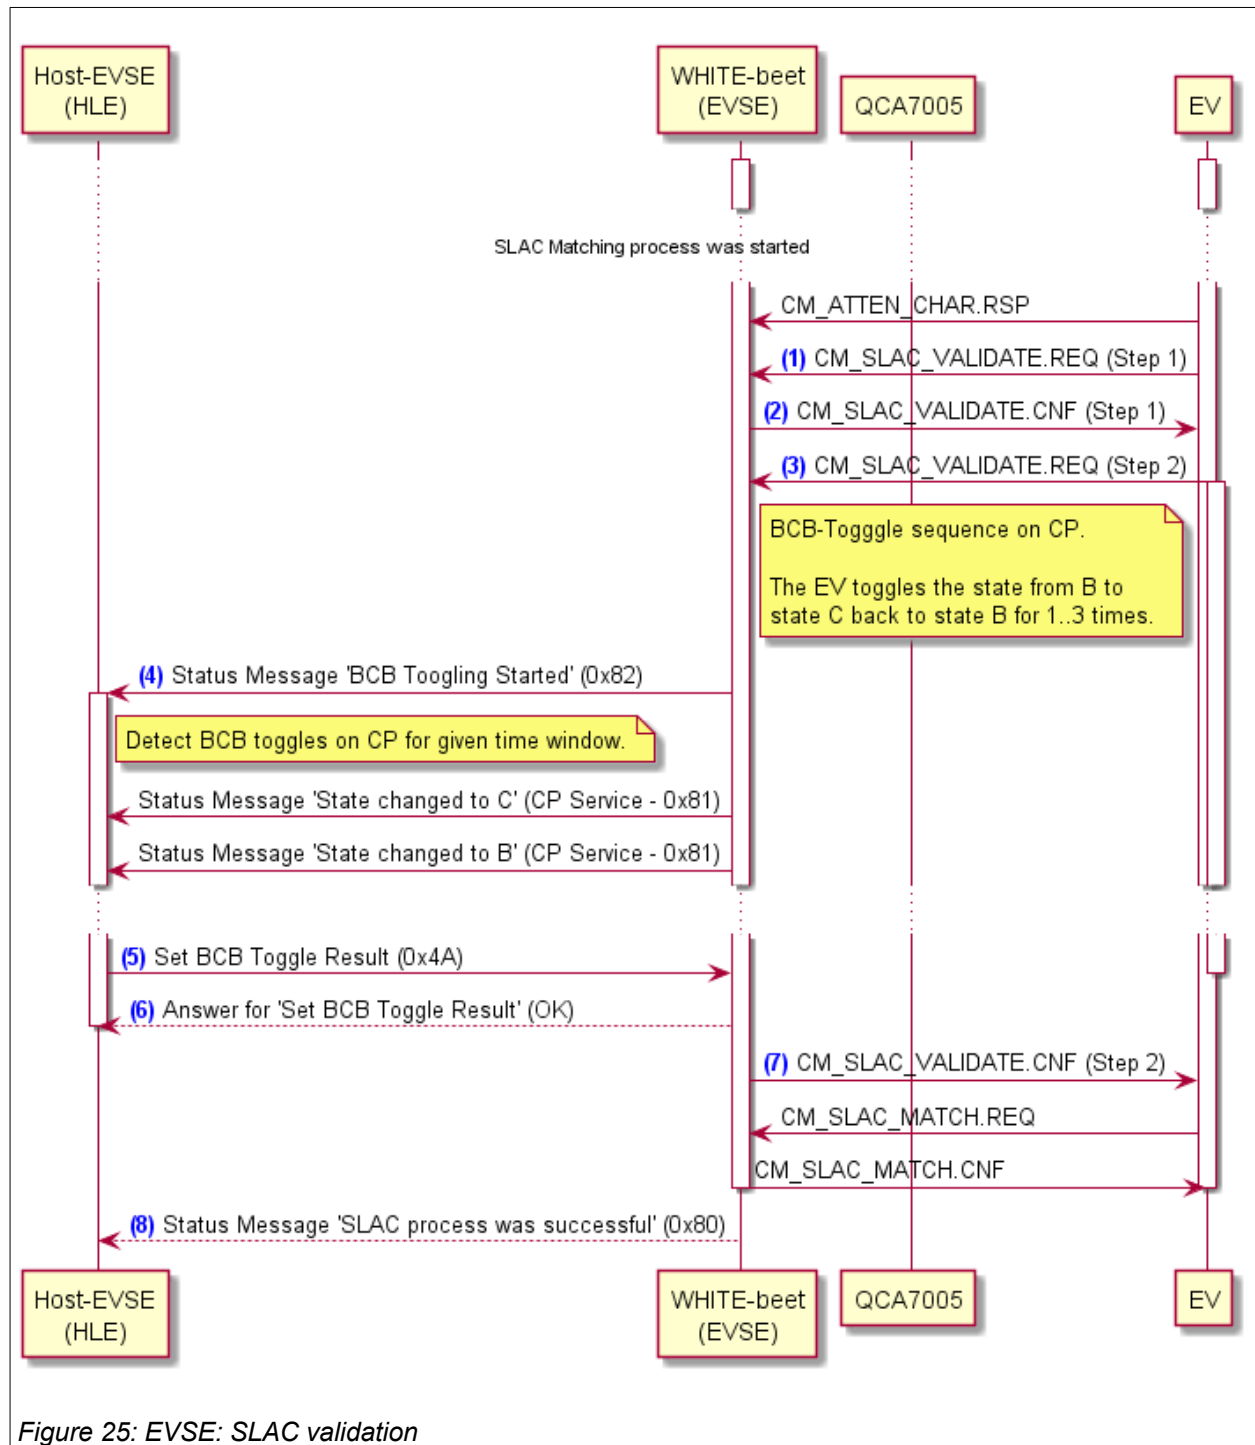 Host-EVSE
(HLE)
WHITE-beet
(EVSE)
QCA7005
EV
SLAC Matching process was started
CM_ATTEN_CHAR.RSP
(1) CM_SLAC_VALIDATE.REQ (Step 1)
(2) CM_SLAC_VALIDATE.CNF (Step 1)
(3) CM_SLAC_VALIDATE.REQ (Step 2)
BCB-Togggle sequence on CP.
The EV toggles the state from B to
state C back to state B for 1..3 times.
(4) Status Message 'BCB Toogling Started' (0x82)
Detect BCB toggles on CP for given time window.
Status Message 'State changed to C' (CP Service - 0x81)
Status Message 'State changed to B' (CP Service - 0x81)
(5) Set BCB Toggle Result (0x4A)
(6) Answer for 'Set BCB Toggle Result' (OK)
(7) CM_SLAC_VALIDATE.CNF (Step 2)
CM_SLAC_MATCH.REQ
CM_SLAC_MATCH.CNF
(8) Status Message 'SLAC process was successful' (0x80)
Host-EVSE
(HLE)
WHITE-beet
(EVSE)
QCA7005
EV
Figure 25: EVSE: SLAC validation